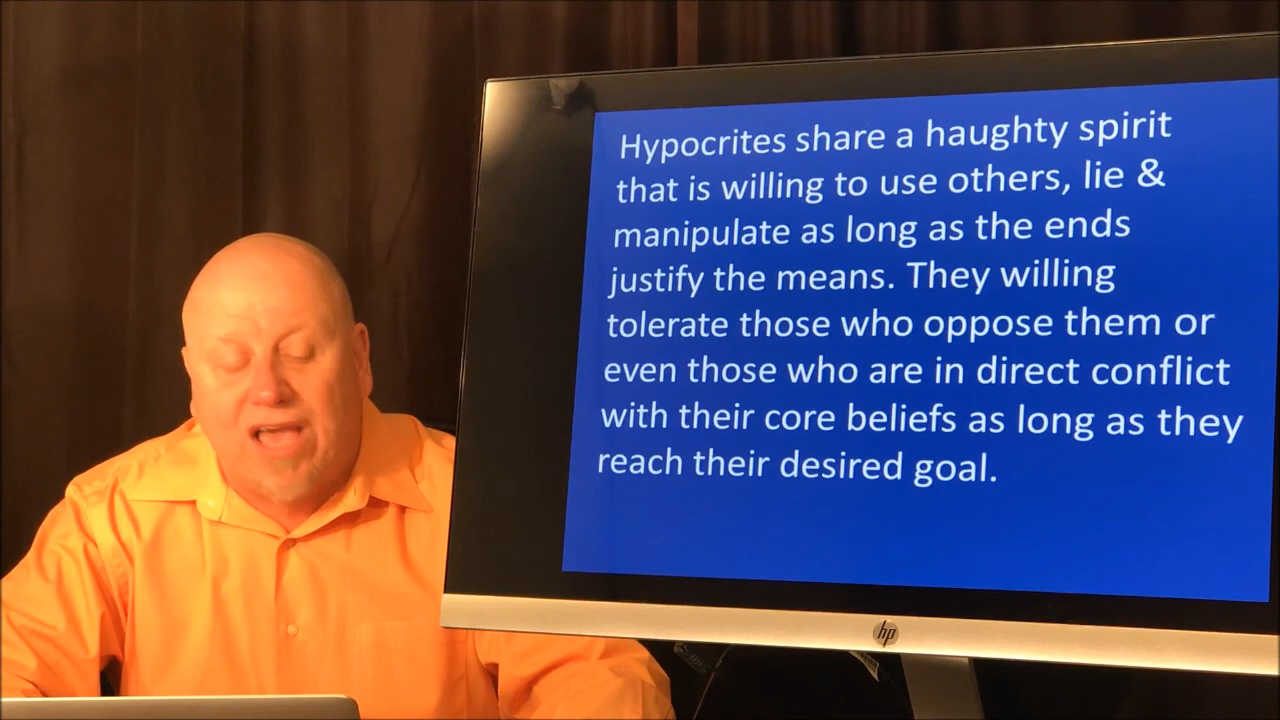 Hypocrites share a haughty spirit
that is willing to use others, lie &
manipulate as long as the ends
justify the means. They willing
tolerate those who oppose them or
even those who are in direct conflict
with their core beliefs as long as they
reach their desired goal.
hp